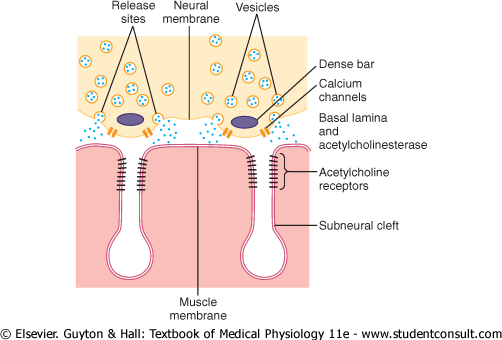 Release
sites
Neural
membrane
Vesicles
Dense bar
Calcium
channels
Basal lamina
and
acetylcholinesterase
Acetylcholine
receptors
Subneural cleft
Muscle
membrane
© Elsevier. Guyton & Hall: Textbook of Medical Physiology 11e - www.studentconsult.com